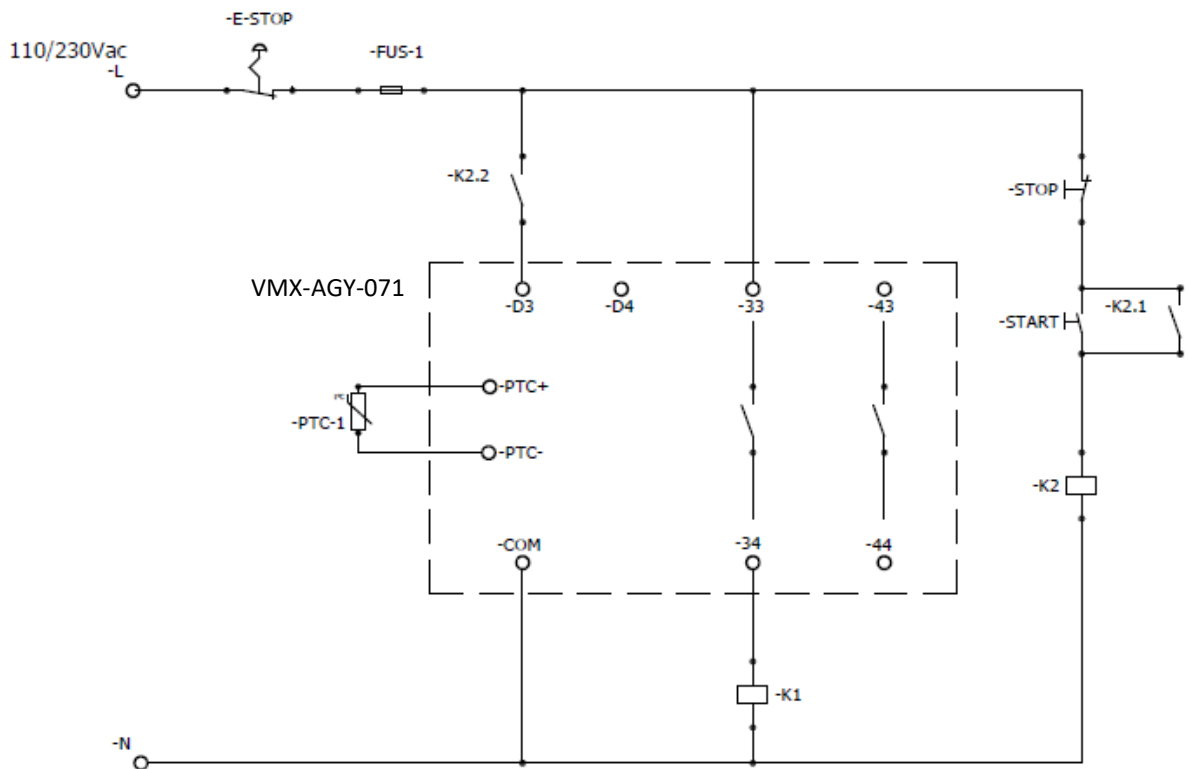 -E-STOP
110/230Vac
-FUS-1
-L
-K2.2
-STOP
VMX-AGY-071
-D3
-D4
-33
-43
-START
-K2.1
-PTC+
-PTC-1
-PTC-
-K2
-COM
-34
-44
-K1
-N